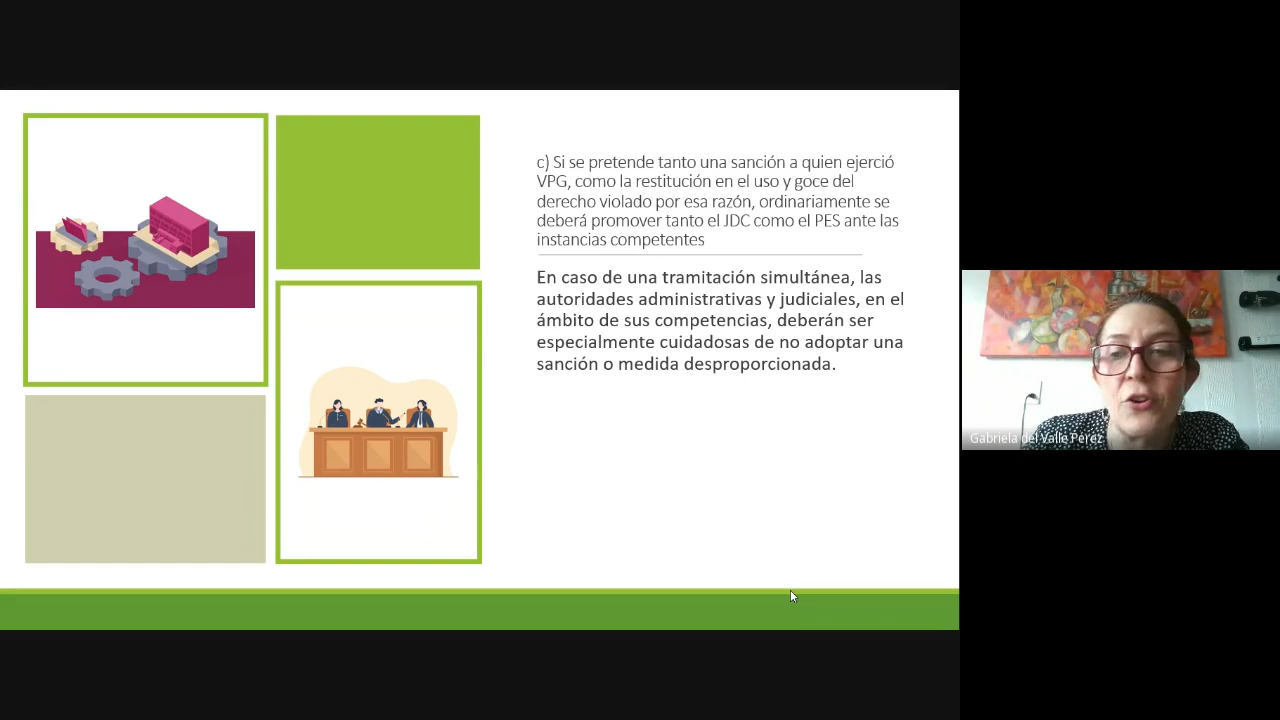 c) Si se pretende tanto una sanción a quien ejerció
VPG, como la restitución en el uso y goce del
derecho violado por esa razón, ordinariamente se
deberá promover tanto el JDC como el PES ante las
instancias competentes
En caso de una tramitación simultánea, las
autoridades administrativas y judiciales, en el
ámbito de sus competencias, deberán ser
especialmente cuidadosas de no adoptar una
sanción o medida desproporcionada.
Gabriela del Valle Pérez